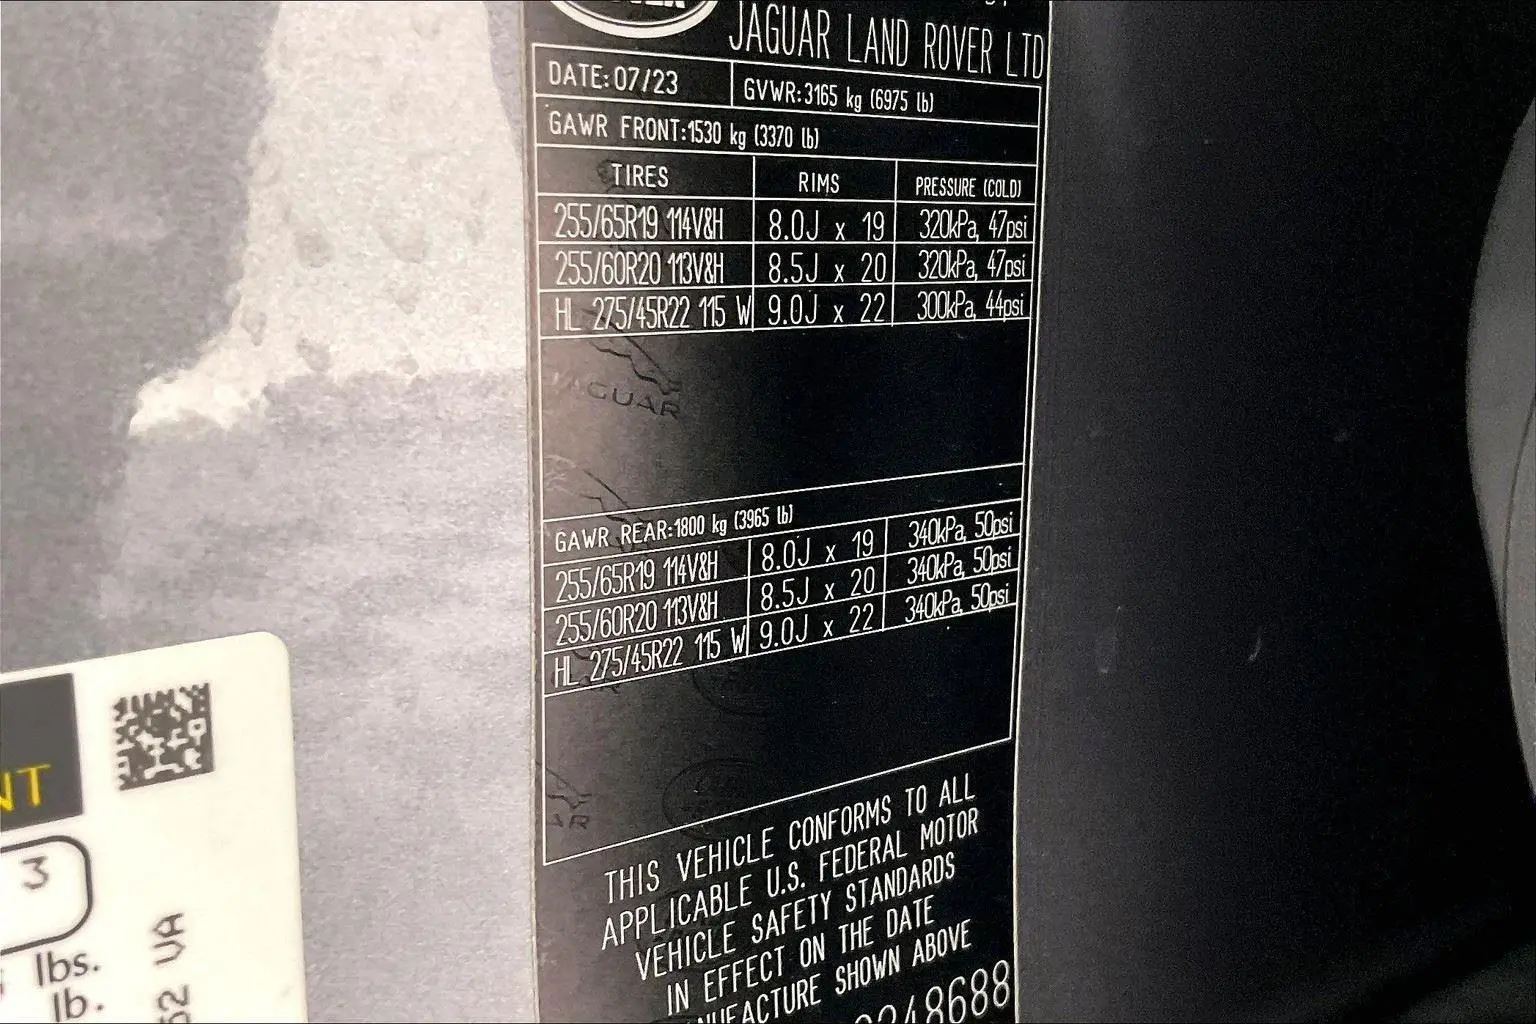 JAGUAR LAND ROVER LTD
DATE:07/23 GVWR:3165 kg (6975 lb)
GAWR FRONT:1530 kg (3370 lb)
TIRES RIMS PRESSURE (COLD)
255/65R19 114V&H 8.0J x 19 320kPa, 47psi
255/60R20 113V&H 8.5J x 20 320kPa, 47psi
HL 275/45R22 115 W 9.0J x 22 300kPa, 44psi
JAGUAR
GAWR REAR:1800 kg (3965 lb)
255/65R19 114V&H 8.0J x 19 340kPa, 50psi
255/60R20 113V&H 8.5J x 20 340kPa, 50psi
HL 275/45R22 115 W 9.0J x 22 340kPa, 50psi
THIS VEHICLE CONFORMS TO ALL
APPLICABLE U.S. FEDERAL MOTOR
VEHICLE SAFETY STANDARDS
IN EFFECT ON THE DATE
NUFACTURE SHOWN ABOVE
248688
NT
3
lbs.
lb.
52 VA